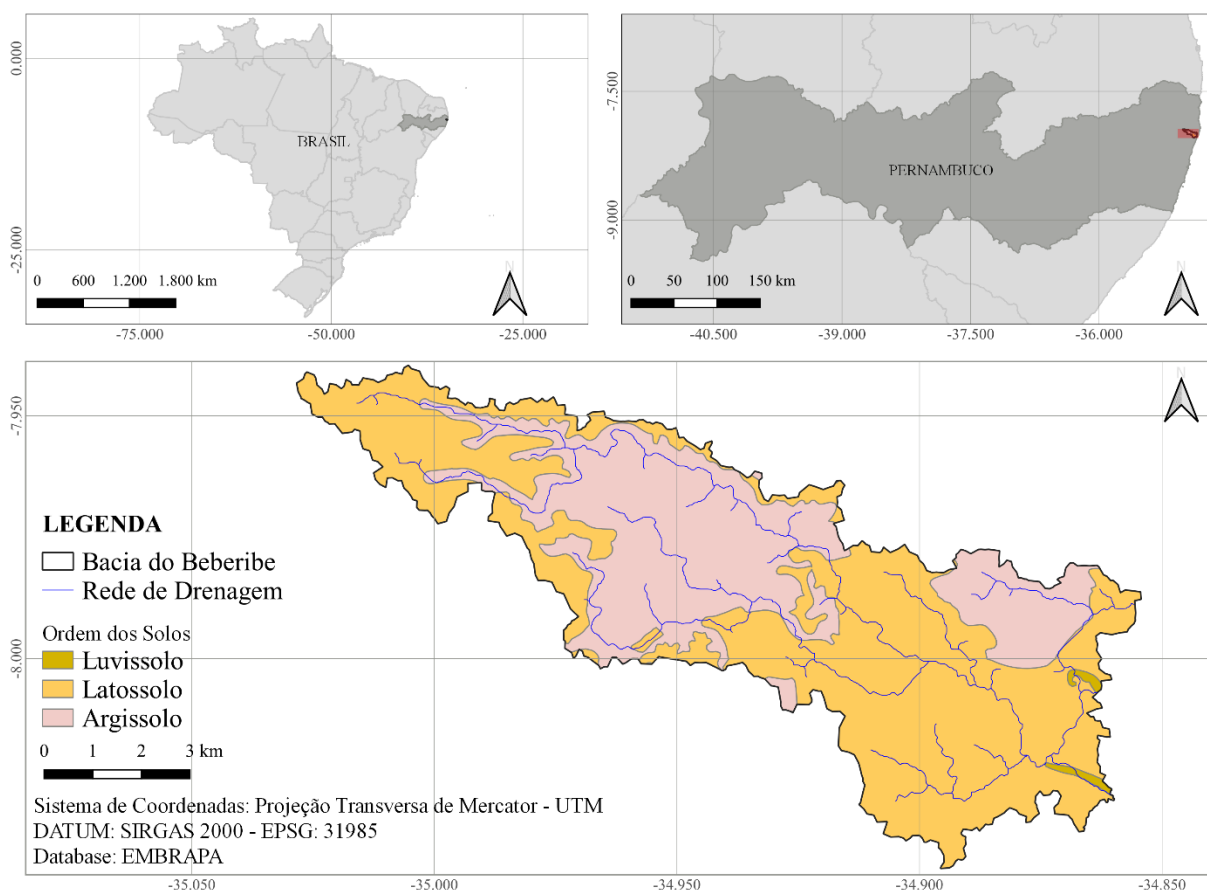 0.000
-25.000
BRASIL
0 600 1.200 1.800 km
N
-75.000 -50.000 -25.000
-7.500
-9.000
PERNAMBUCO
0 50 100 150 km
N
-40.500 -39.000 -37.500 -36.000
-7.950
-8.000
N
LEGENDA
Bacia do Beberibe
Rede de Drenagem
Ordem dos Solos
Luvissolo
Latossolo
Argissolo
0 1 2 3 km
Sistema de Coordenadas: Projeção Transversa de Mercator - UTM
DATUM: SIRGAS 2000 - EPSG: 31985
Database: EMBRAPA
-35.050 -35.000 -34.950 -34.900 -34.850